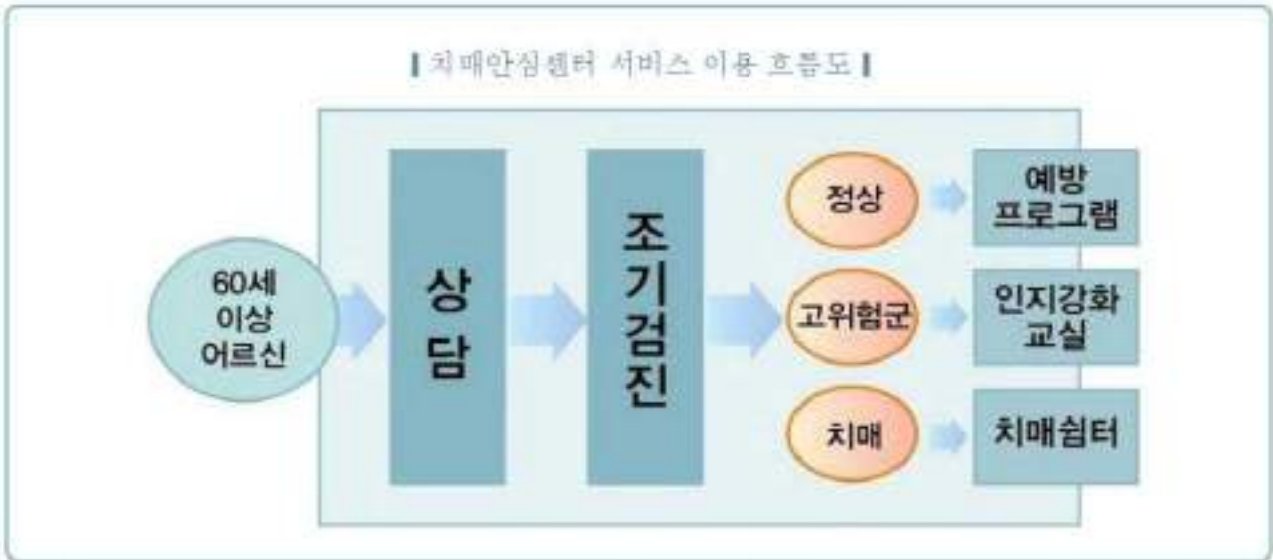 ┃치매안심센터 서비스 이용 흐름도┃
60세
이상
어르신
상
담
조
기
검
진
정상
예방
프로그램
고위험군
인지강화
교실
치매
치매쉼터